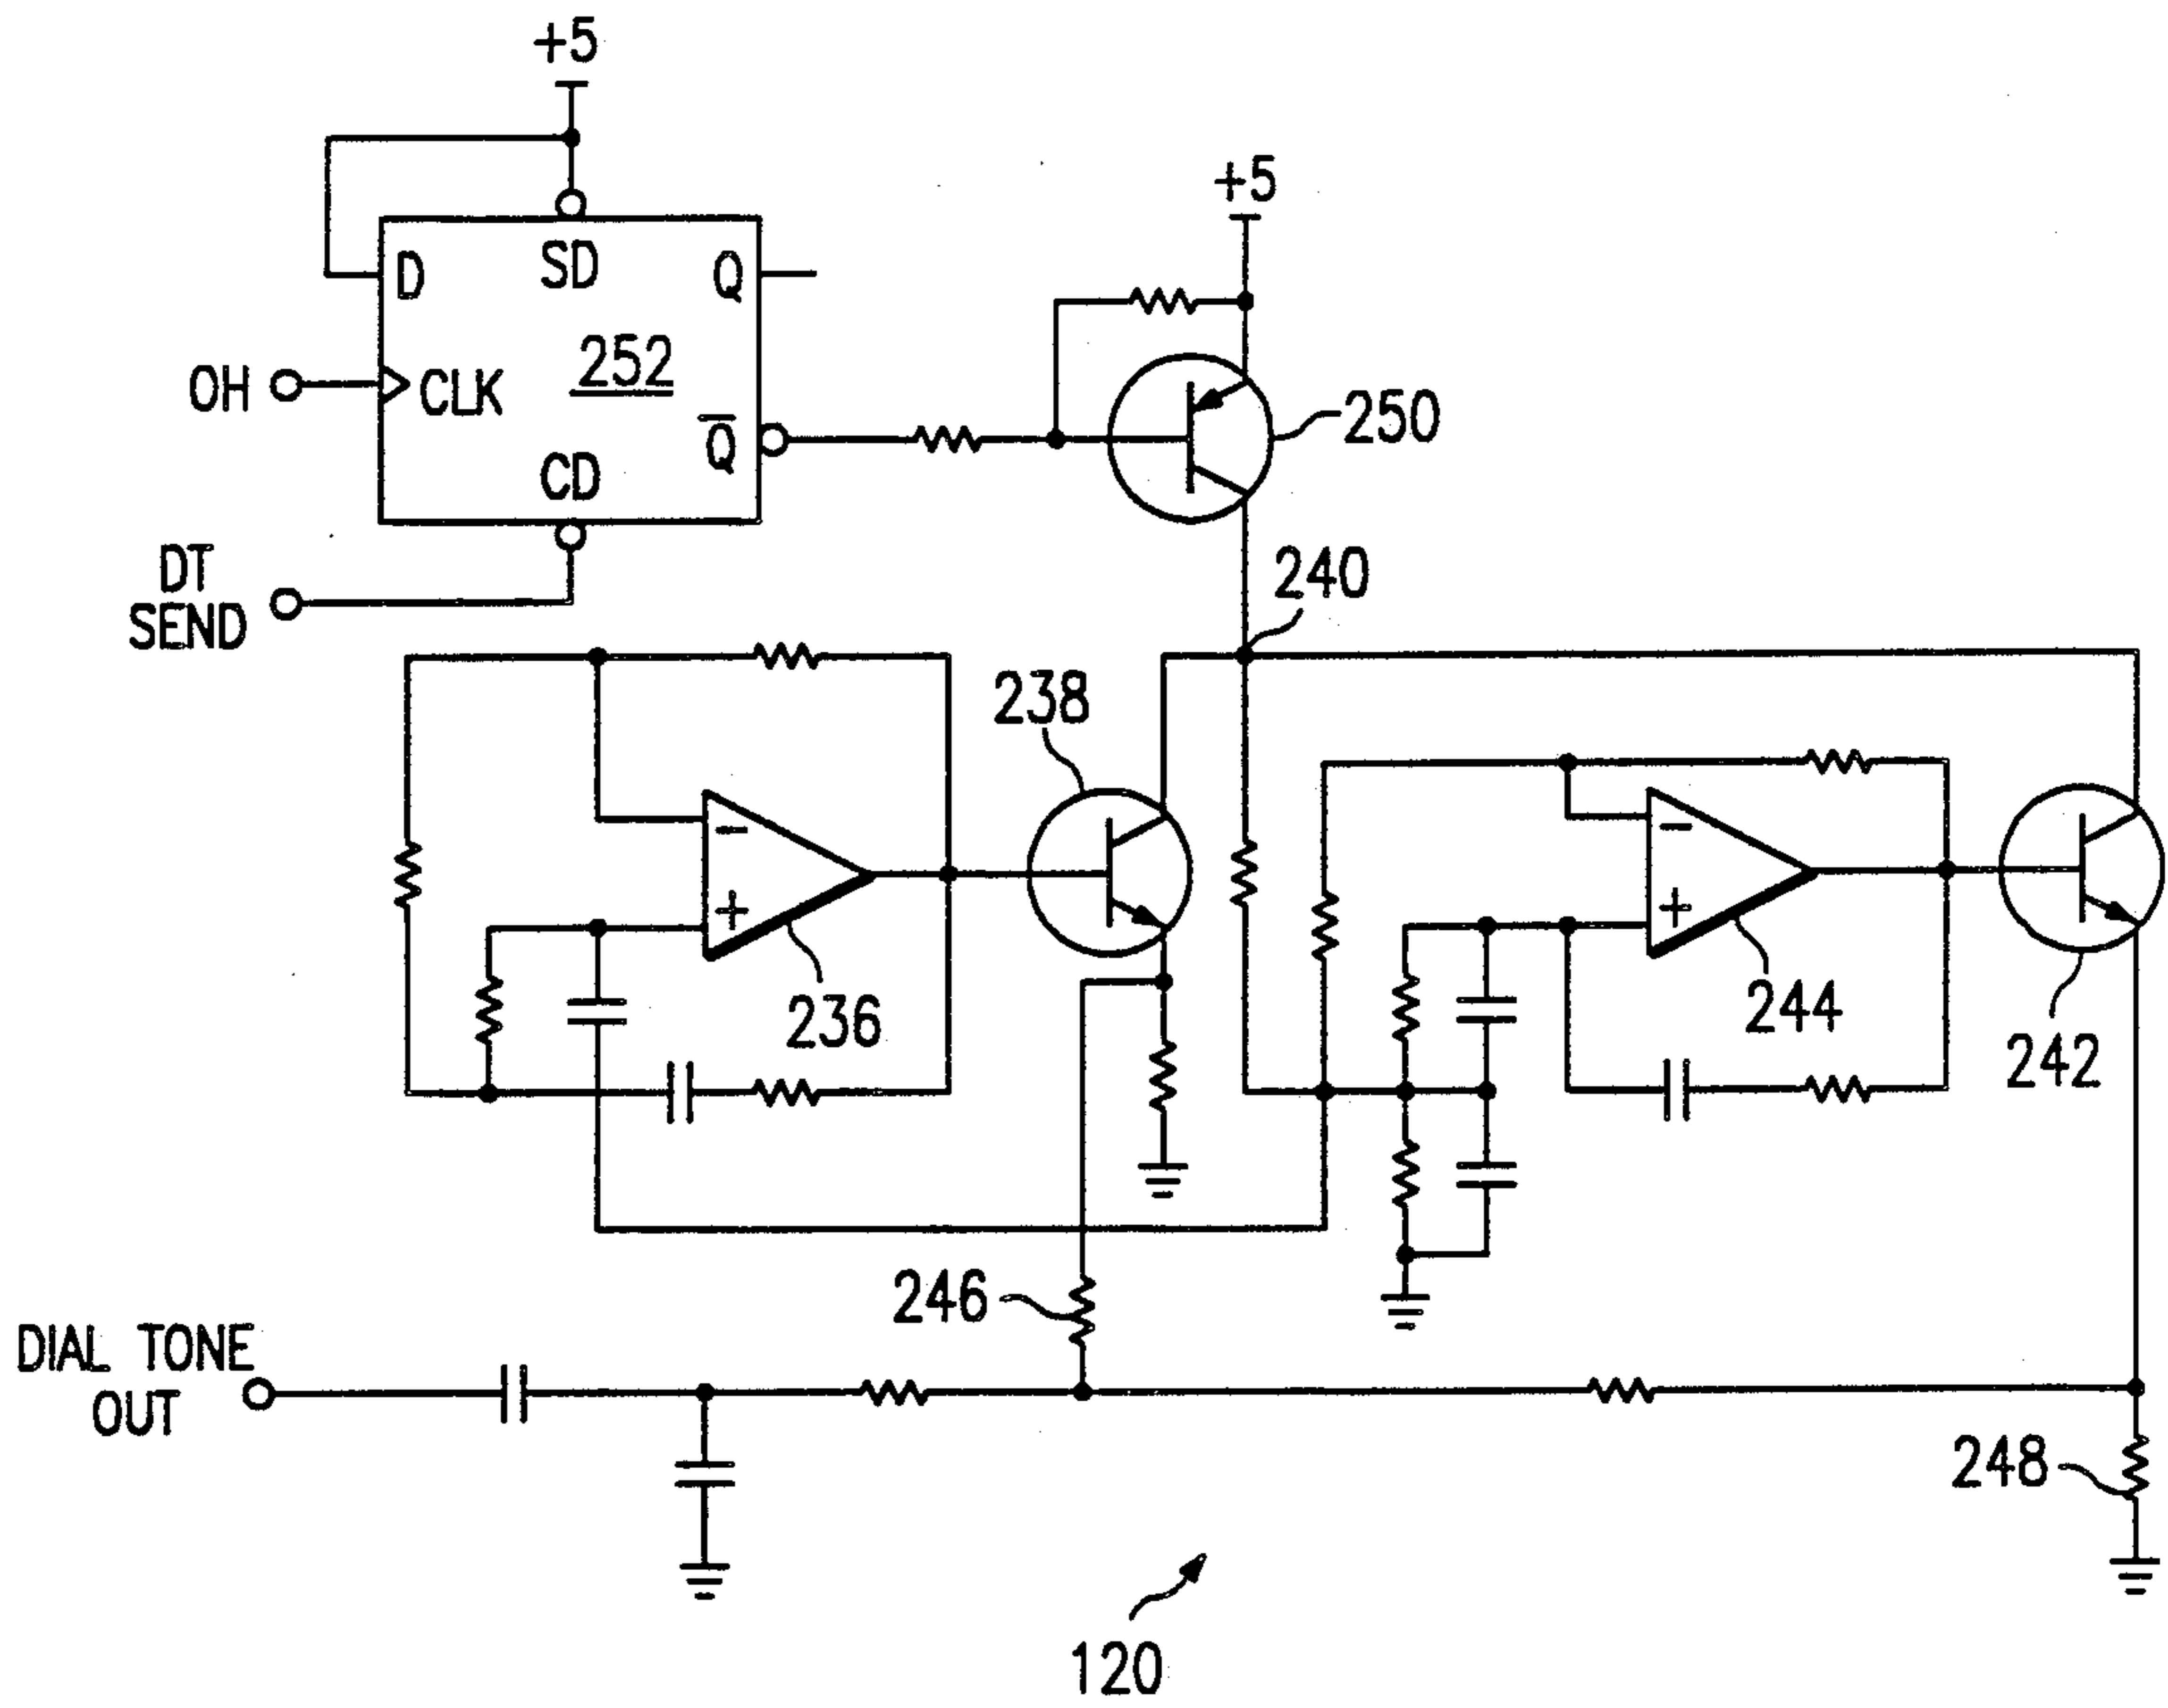 +5
+5
D
SD
Q
OH
CLK
252
Q̅
CD
250
DT
SEND
240
238
-
+
236
-
+
244
242
246
DIAL TONE
OUT
248
120